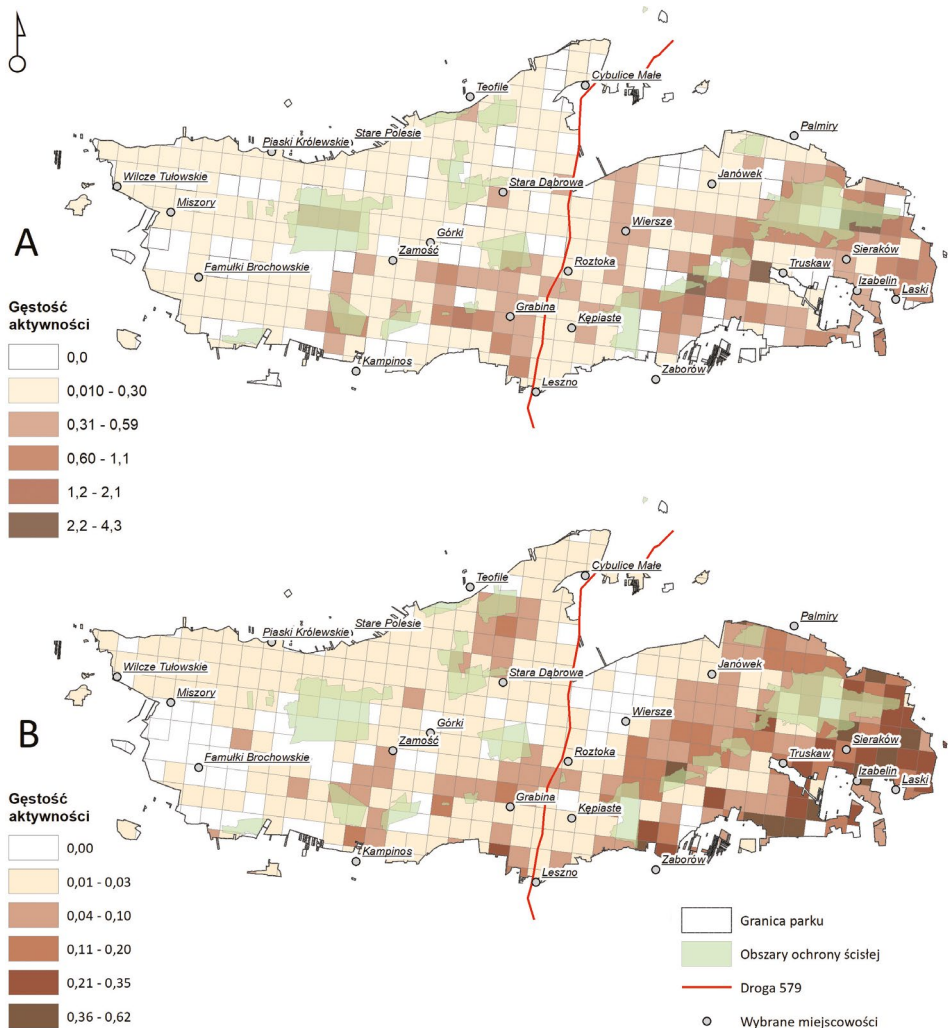 Cybulice Małe
Teofile
Palmiry
Stare Polesie
Piaski Królewskie
Janówek
Wilcze Tułowskie
Stara Dąbrowa
Miszory
Wiersze
A
Górki
Zamość
Sieraków
Roztoka
Truskaw
Famułki Brochowskie
Izabelin
Laski
Gęstość
aktywności
Grabina
Kępiaste
0,0
Kampinos
Zaborów
Leszno
0,010 - 0,30
0,31 - 0,59
0,60 - 1,1
1,2 - 2,1
2,2 - 4,3
Cybulice Małe
Teofile
Palmiry
Stare Polesie
Piaski Królewskie
Janówek
Wilcze Tułowskie
Stara Dąbrowa
Miszory
Wiersze
B
Górki
Zamość
Sieraków
Roztoka
Truskaw
Famułki Brochowskie
Izabelin
Laski
Gęstość
aktywności
Grabina
Kępiaste
0,00
Kampinos
Zaborów
Leszno
0,01 - 0,03
0,04 - 0,10
0,11 - 0,20
0,21 - 0,35
0,36 - 0,62
Granica parku
Obszary ochrony ścisłej
Droga 579
Wybrane miejscowości